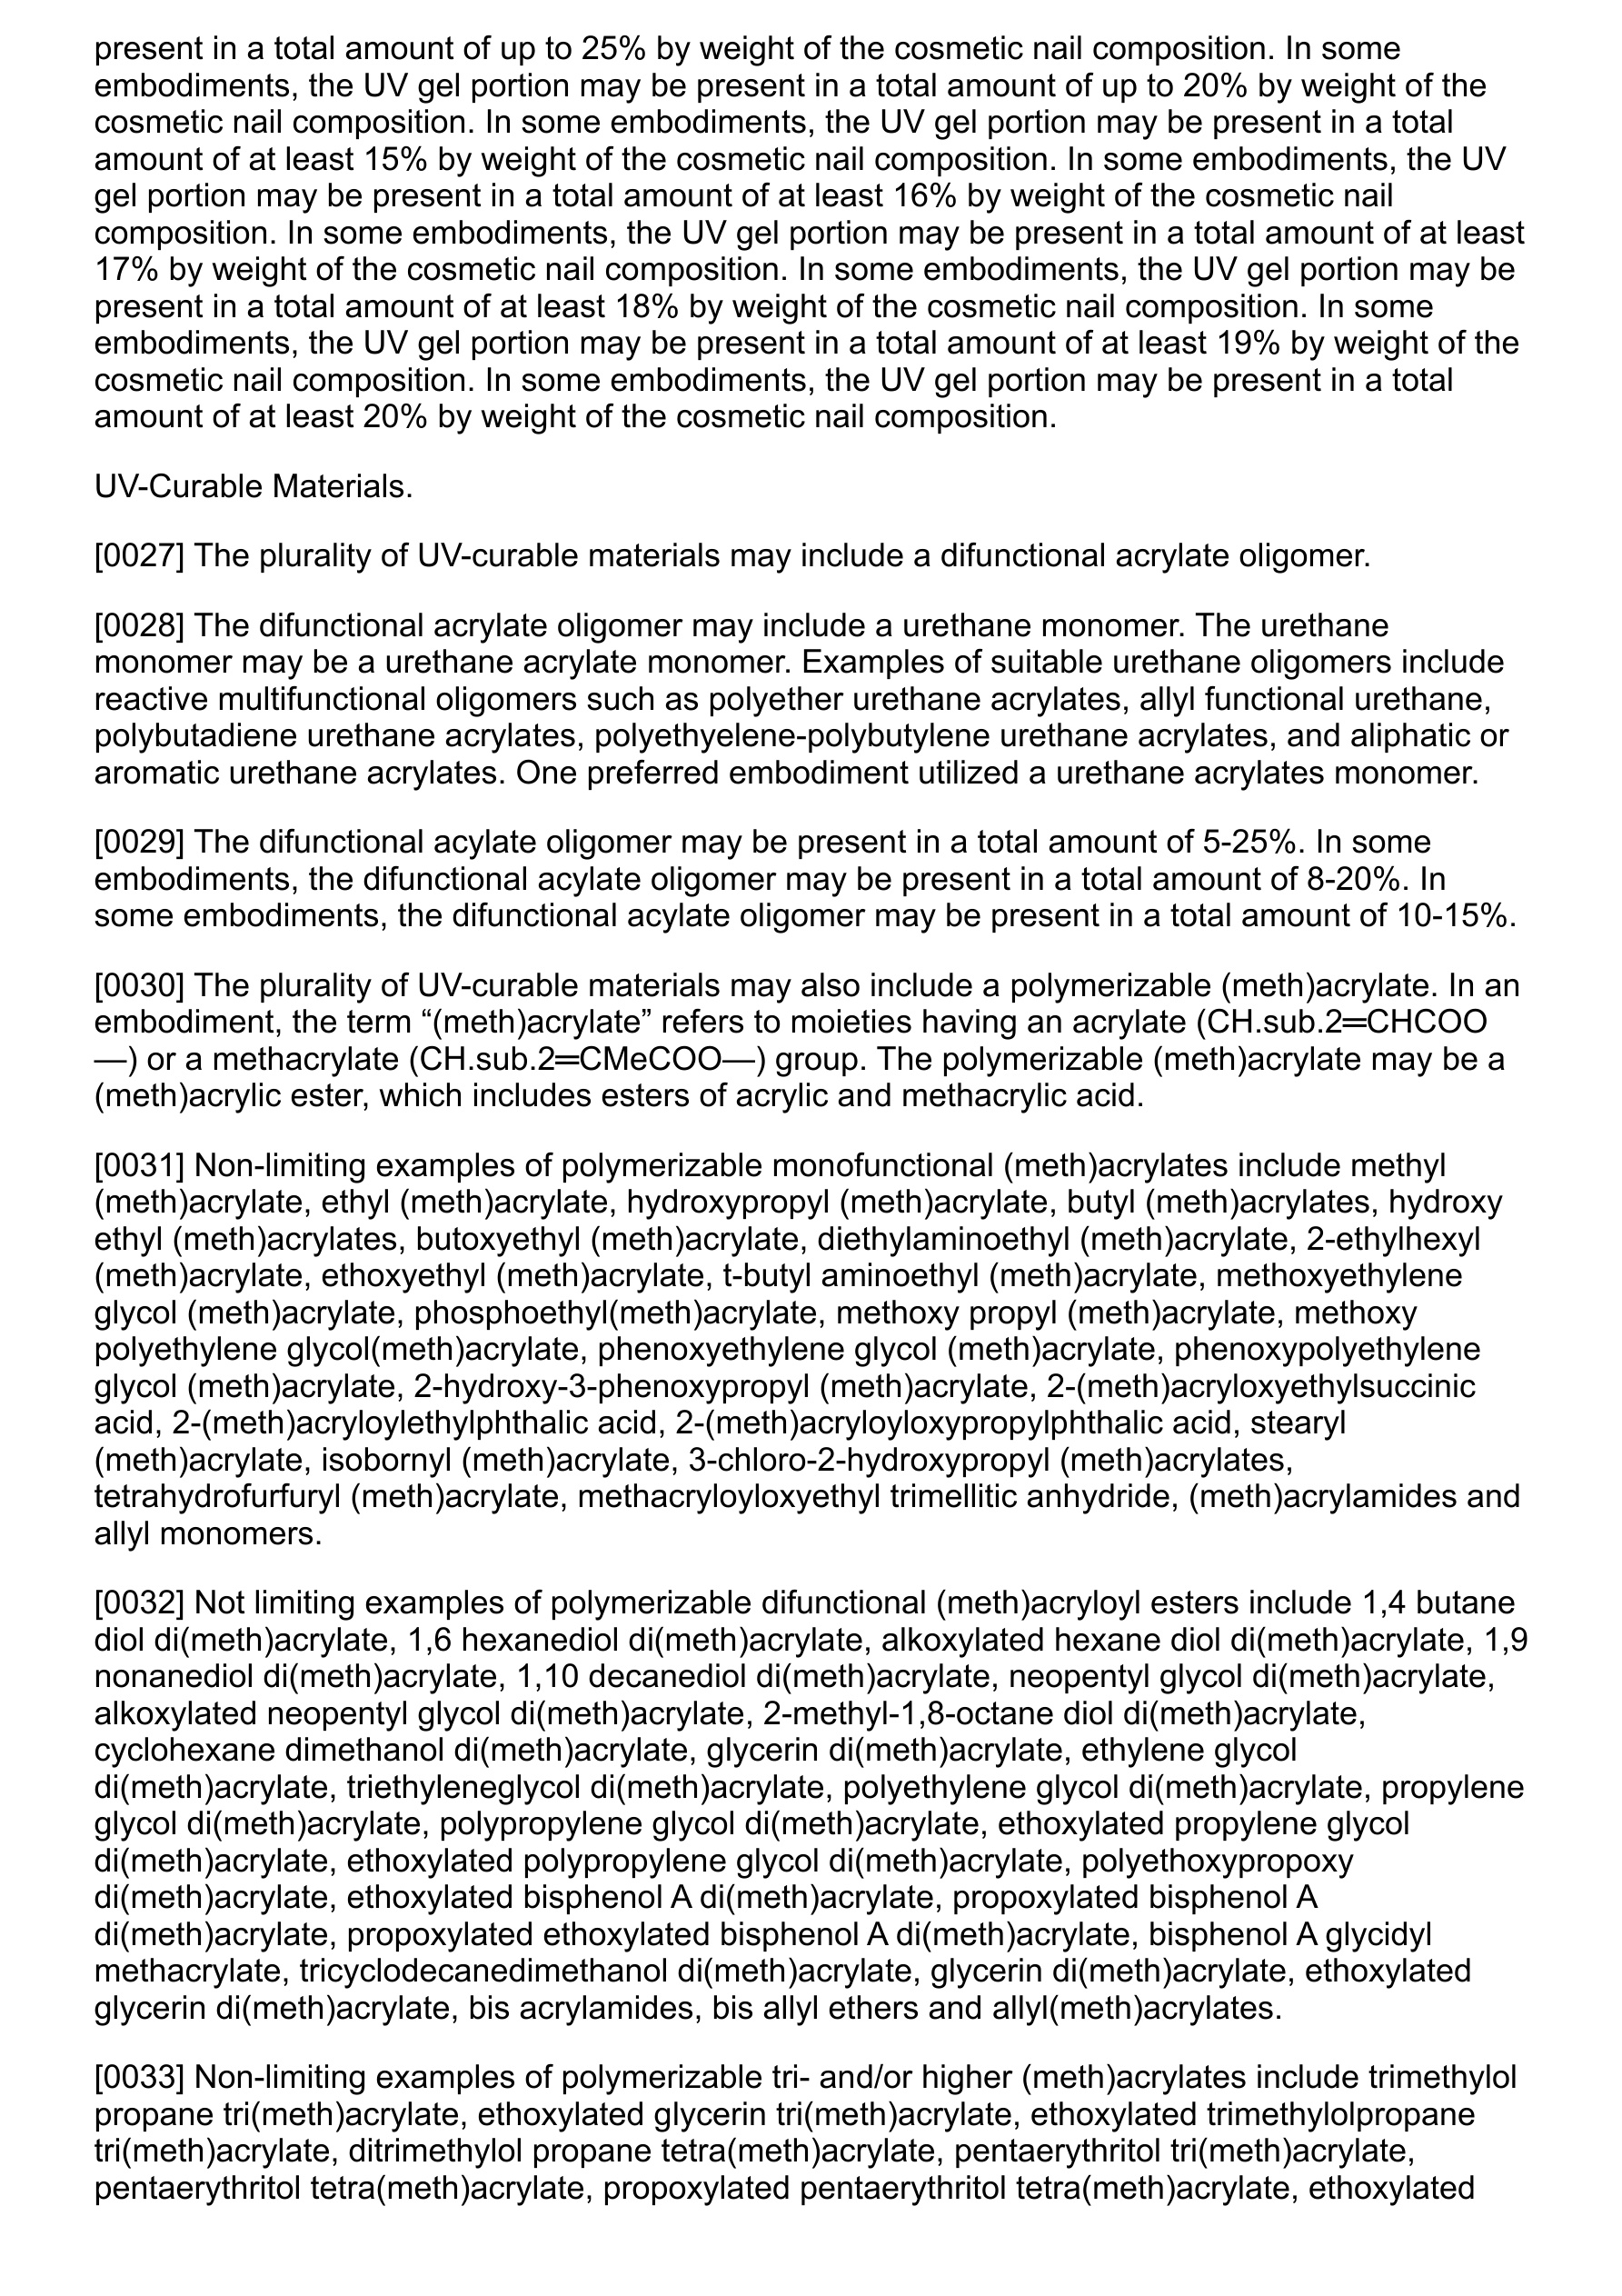 present in a total amount of up to 25% by weight of the cosmetic nail composition. In some
embodiments, the UV gel portion may be present in a total amount of up to 20% by weight of the
cosmetic nail composition. In some embodiments, the UV gel portion may be present in a total
amount of at least 15% by weight of the cosmetic nail composition. In some embodiments, the UV
gel portion may be present in a total amount of at least 16% by weight of the cosmetic nail
composition. In some embodiments, the UV gel portion may be present in a total amount of at least
17% by weight of the cosmetic nail composition. In some embodiments, the UV gel portion may be
present in a total amount of at least 18% by weight of the cosmetic nail composition. In some
embodiments, the UV gel portion may be present in a total amount of at least 19% by weight of the
cosmetic nail composition. In some embodiments, the UV gel portion may be present in a total
amount of at least 20% by weight of the cosmetic nail composition.
UV-Curable Materials.
[0027] The plurality of UV-curable materials may include a difunctional acrylate oligomer.
[0028] The difunctional acrylate oligomer may include a urethane monomer. The urethane
monomer may be a urethane acrylate monomer. Examples of suitable urethane oligomers include
reactive multifunctional oligomers such as polyether urethane acrylates, allyl functional urethane,
polybutadiene urethane acrylates, polyethyelene-polybutylene urethane acrylates, and aliphatic or
aromatic urethane acrylates. One preferred embodiment utilized a urethane acrylates monomer.
[0029] The difunctional acylate oligomer may be present in a total amount of 5-25%. In some
embodiments, the difunctional acylate oligomer may be present in a total amount of 8-20%. In
some embodiments, the difunctional acylate oligomer may be present in a total amount of 10-15%.
[0030] The plurality of UV-curable materials may also include a polymerizable (meth)acrylate. In an
embodiment, the term “(meth)acrylate” refers to moieties having an acrylate (CH.sub.2═CHCOO
—) or a methacrylate (CH.sub.2═CMeCOO—) group. The polymerizable (meth)acrylate may be a
(meth)acrylic ester, which includes esters of acrylic and methacrylic acid.
[0031] Non-limiting examples of polymerizable monofunctional (meth)acrylates include methyl
(meth)acrylate, ethyl (meth)acrylate, hydroxypropyl (meth)acrylate, butyl (meth)acrylates, hydroxy
ethyl (meth)acrylates, butoxyethyl (meth)acrylate, diethylaminoethyl (meth)acrylate, 2-ethylhexyl
(meth)acrylate, ethoxyethyl (meth)acrylate, t-butyl aminoethyl (meth)acrylate, methoxyethylene
glycol (meth)acrylate, phosphoethyl(meth)acrylate, methoxy propyl (meth)acrylate, methoxy
polyethylene glycol(meth)acrylate, phenoxyethylene glycol (meth)acrylate, phenoxypolyethylene
glycol (meth)acrylate, 2-hydroxy-3-phenoxypropyl (meth)acrylate, 2-(meth)acryloxyethylsuccinic
acid, 2-(meth)acryloylethylphthalic acid, 2-(meth)acryloyloxypropylphthalic acid, stearyl
(meth)acrylate, isobornyl (meth)acrylate, 3-chloro-2-hydroxypropyl (meth)acrylates,
tetrahydrofurfuryl (meth)acrylate, methacryloyloxyethyl trimellitic anhydride, (meth)acrylamides and
allyl monomers.
[0032] Not limiting examples of polymerizable difunctional (meth)acryloyl esters include 1,4 butane
diol di(meth)acrylate, 1,6 hexanediol di(meth)acrylate, alkoxylated hexane diol di(meth)acrylate, 1,9
nonanediol di(meth)acrylate, 1,10 decanediol di(meth)acrylate, neopentyl glycol di(meth)acrylate,
alkoxylated neopentyl glycol di(meth)acrylate, 2-methyl-1,8-octane diol di(meth)acrylate,
cyclohexane dimethanol di(meth)acrylate, glycerin di(meth)acrylate, ethylene glycol
di(meth)acrylate, triethyleneglycol di(meth)acrylate, polyethylene glycol di(meth)acrylate, propylene
glycol di(meth)acrylate, polypropylene glycol di(meth)acrylate, ethoxylated propylene glycol
di(meth)acrylate, ethoxylated polypropylene glycol di(meth)acrylate, polyethoxypropoxy
di(meth)acrylate, ethoxylated bisphenol A di(meth)acrylate, propoxylated bisphenol A
di(meth)acrylate, propoxylated ethoxylated bisphenol A di(meth)acrylate, bisphenol A glycidyl
methacrylate, tricyclodecanedimethanol di(meth)acrylate, glycerin di(meth)acrylate, ethoxylated
glycerin di(meth)acrylate, bis acrylamides, bis allyl ethers and allyl(meth)acrylates.
[0033] Non-limiting examples of polymerizable tri- and/or higher (meth)acrylates include trimethylol
propane tri(meth)acrylate, ethoxylated glycerin tri(meth)acrylate, ethoxylated trimethylolpropane
tri(meth)acrylate, ditrimethylol propane tetra(meth)acrylate, pentaerythritol tri(meth)acrylate,
pentaerythritol tetra(meth)acrylate, propoxylated pentaerythritol tetra(meth)acrylate, ethoxylated